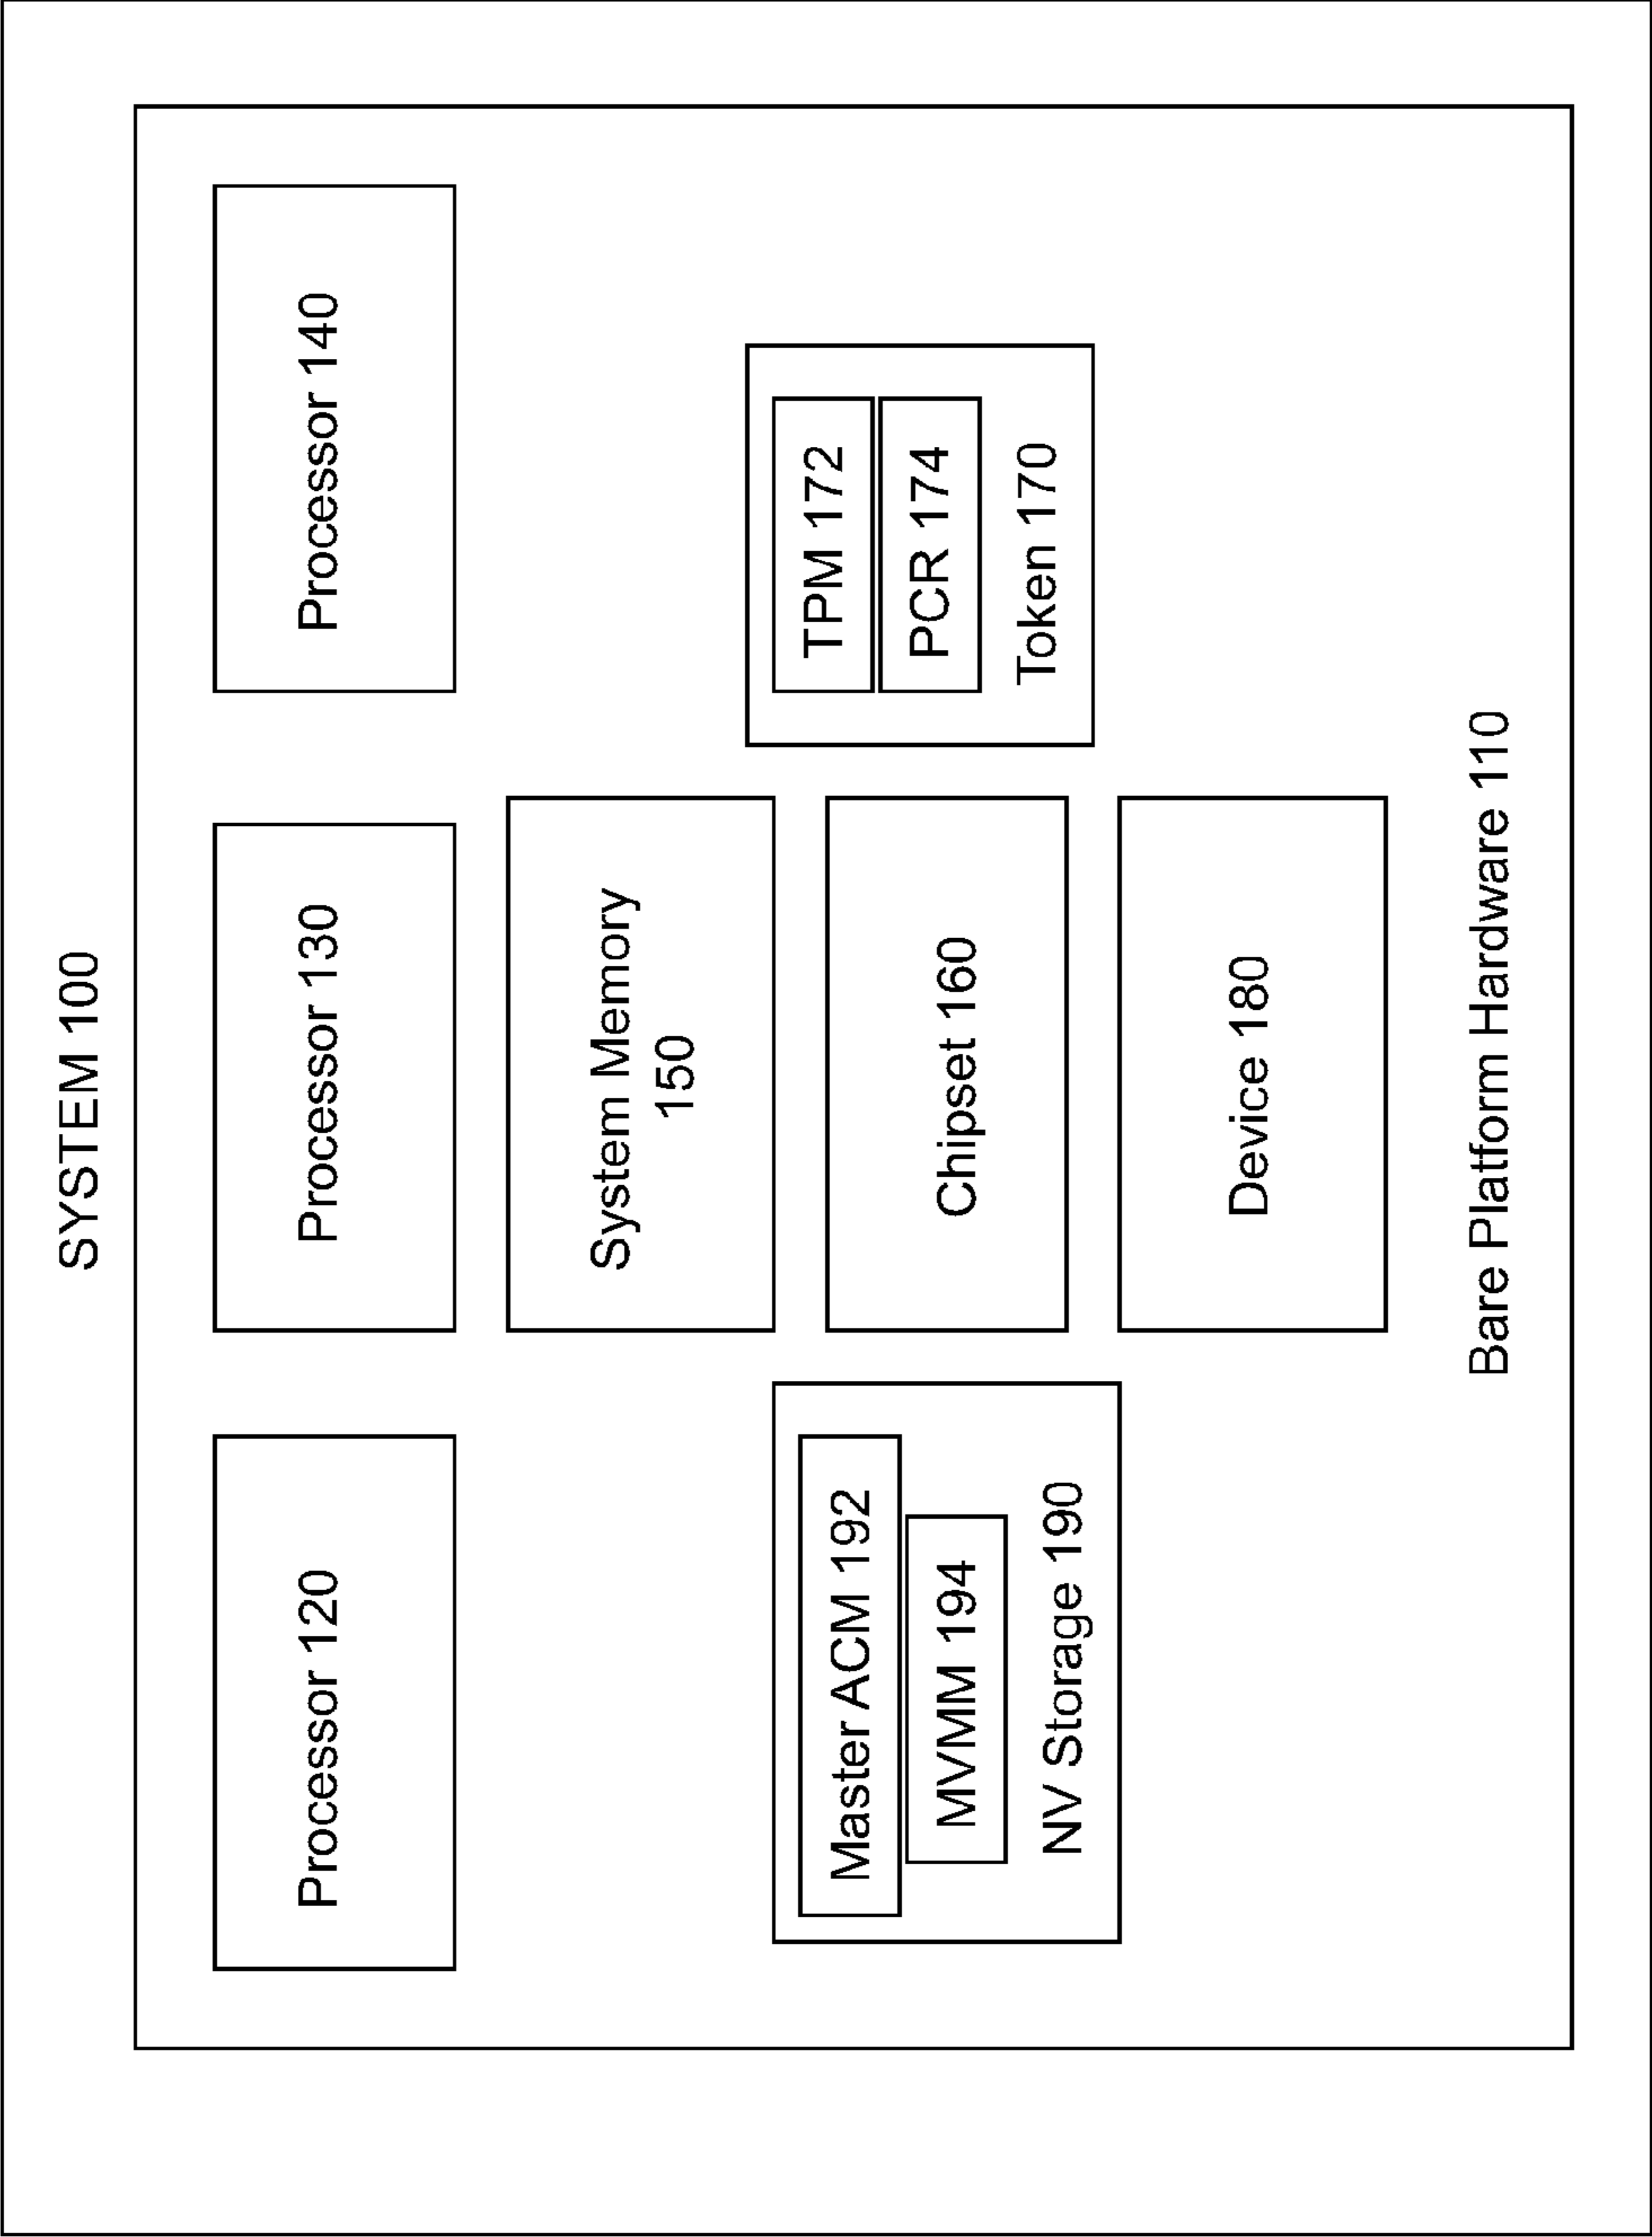 SYSTEM 100
Processor 120
Processor 130
Processor 140
System Memory
150
Master ACM 192
MVMM 194
NV Storage 190
Chipset 160
TPM 172
PCR 174
Token 170
Device 180
Bare Platform Hardware 110